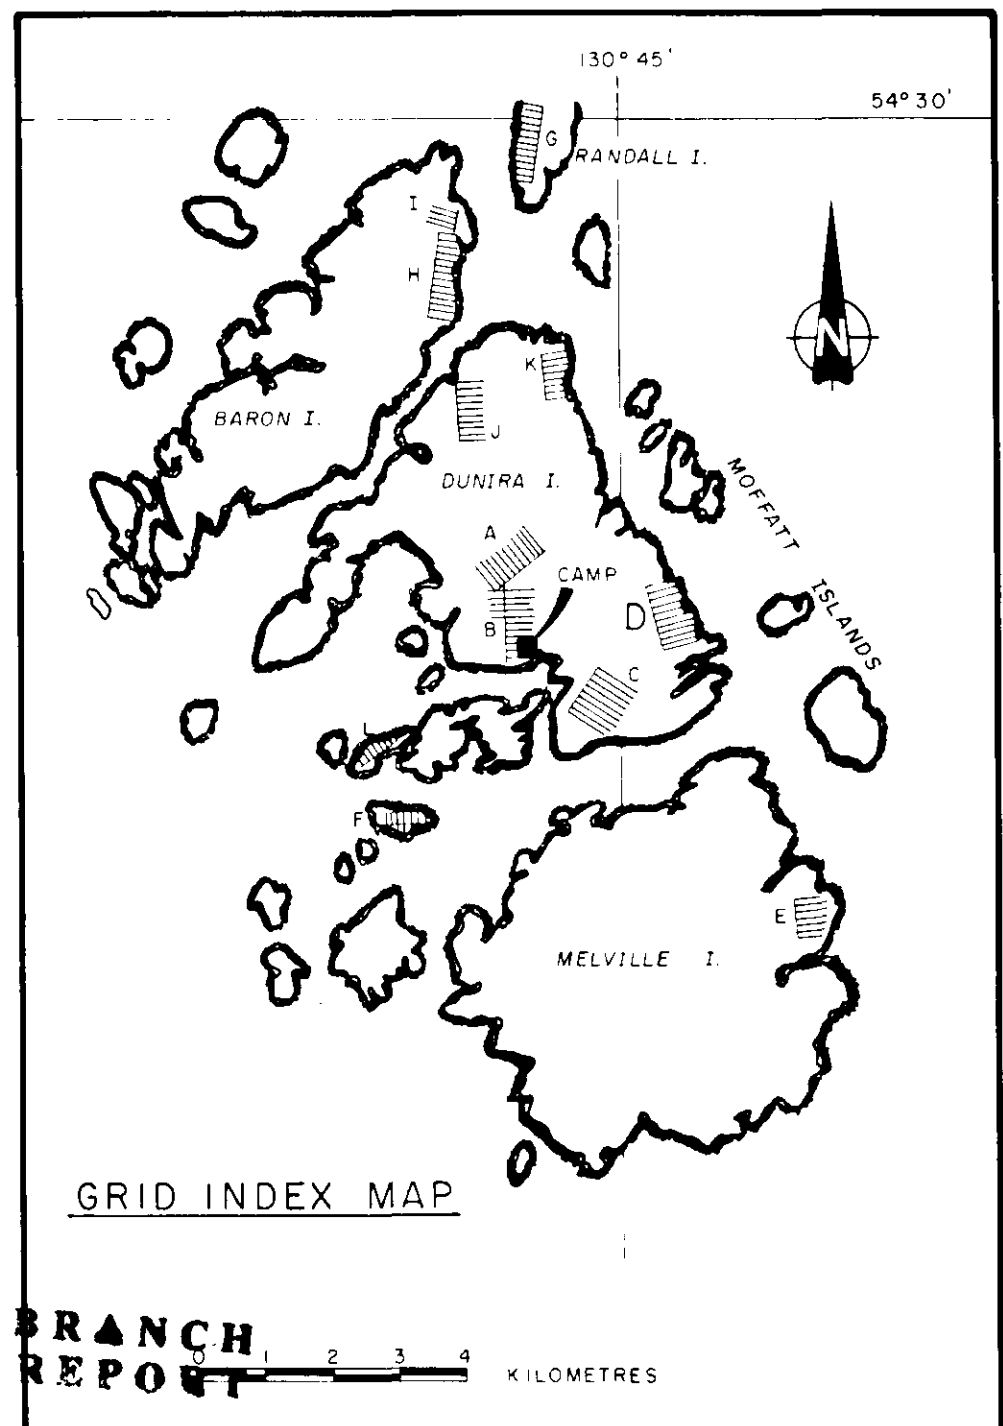 130° 45'
54° 30'
G
RANDALL I.
I
H
N
K
BARON I.
J
DUNIRA I.
MOFFATT ISLANDS
A
CAMP
B
D
C
L
F
E
MELVILLE I.
GRID INDEX MAP
BRANCH
REPORT
0 1 2 3 4
KILOMETRES